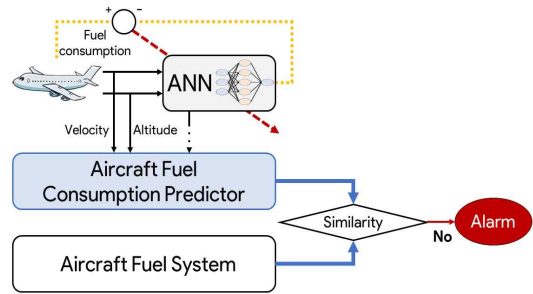 + −
Fuel
consumption
ANN
Velocity
Altitude
Aircraft Fuel
Consumption Predictor
Similarity
Alarm
No
Aircraft Fuel System